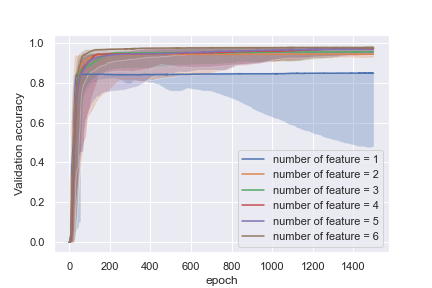 1.0
0.8
0.6
0.4
0.2
0.0
Validation accuracy
number of feature = 1
number of feature = 2
number of feature = 3
number of feature = 4
number of feature = 5
number of feature = 6
0 200 400 600 800 1000 1200 1400
epoch